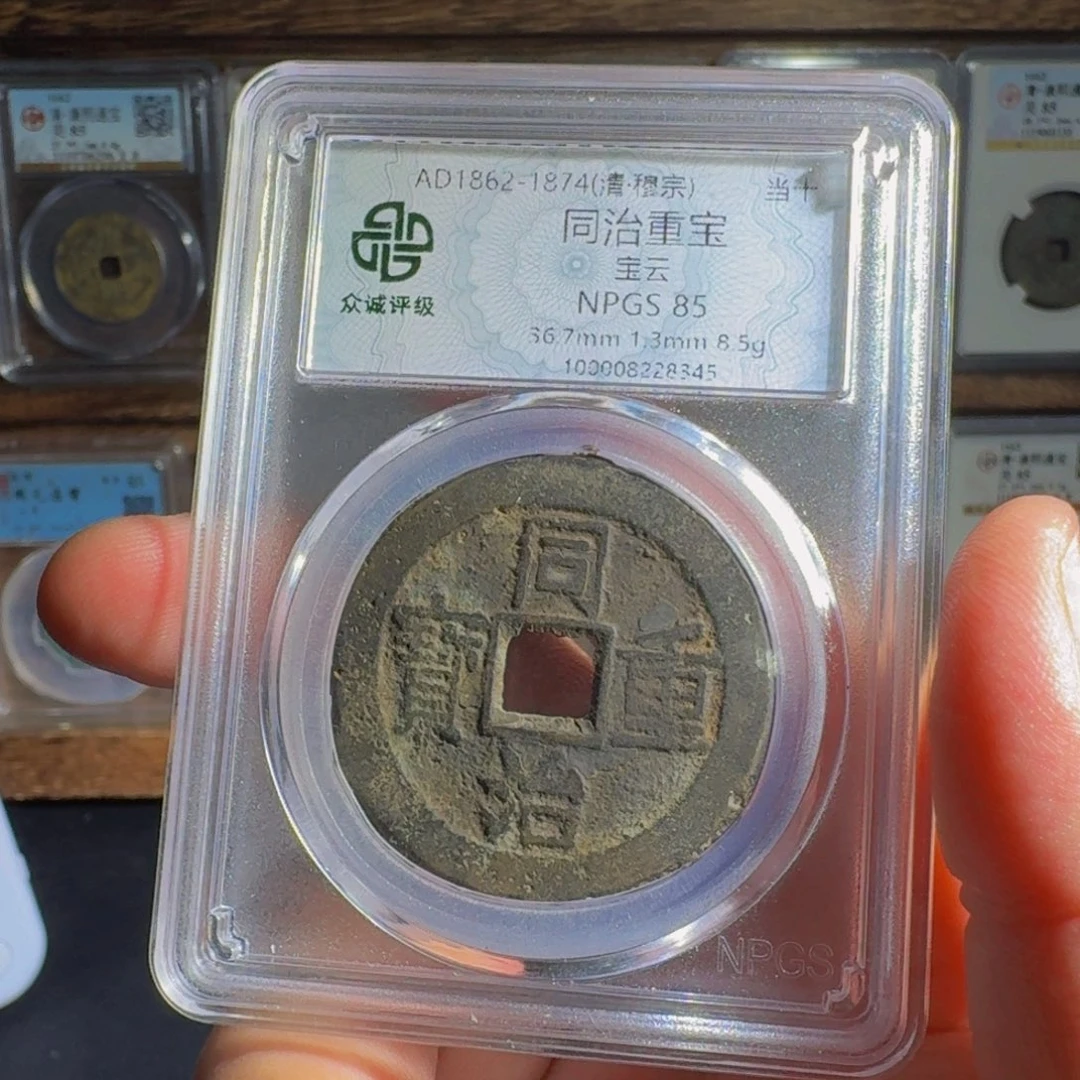 AD1862-1874(清·穆宗) 当十
同治重宝
宝云
NPGS 85
36.7mm 1.3mm 8.5g
100008228345
众诚评级
同
寶 重
治
NPGS